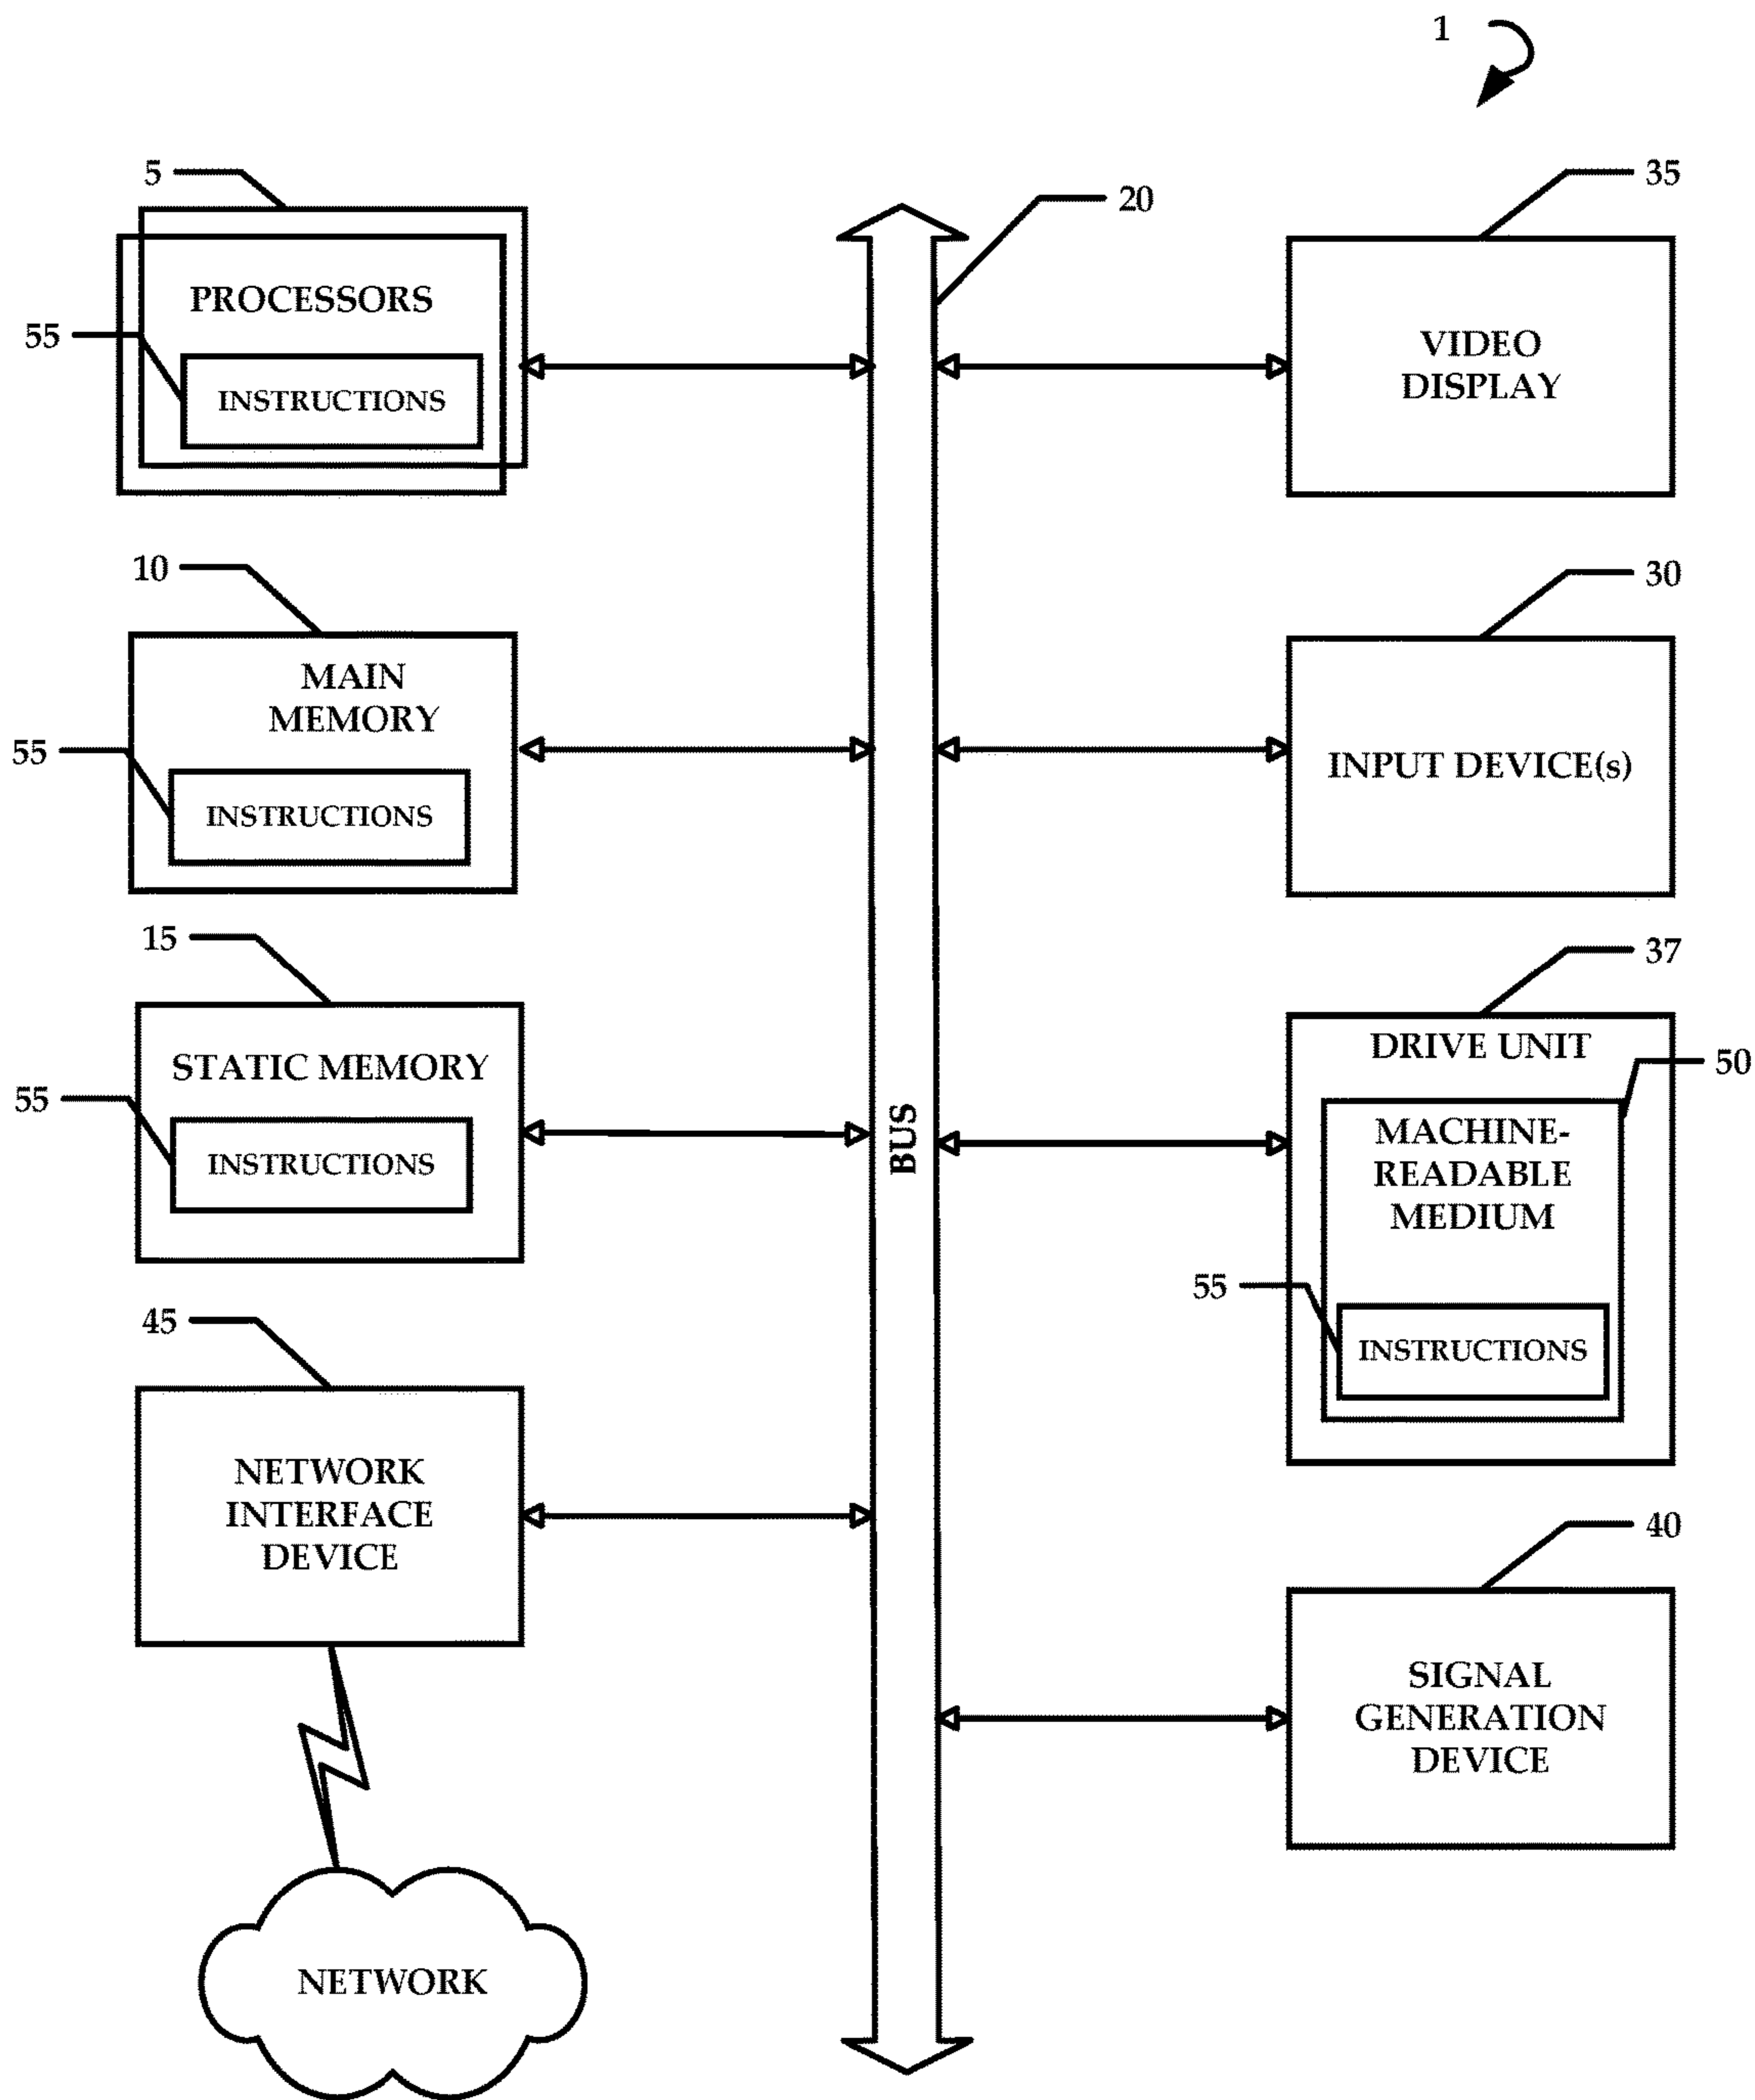 1
5
20
35
PROCESSORS
55
INSTRUCTIONS
VIDEO
DISPLAY
10
30
MAIN
MEMORY
55
INSTRUCTIONS
INPUT DEVICE(s)
15
37
STATIC MEMORY
55
INSTRUCTIONS
BUS
DRIVE UNIT
50
MACHINE-
READABLE
MEDIUM
55
INSTRUCTIONS
45
NETWORK
INTERFACE
DEVICE
40
SIGNAL
GENERATION
DEVICE
NETWORK